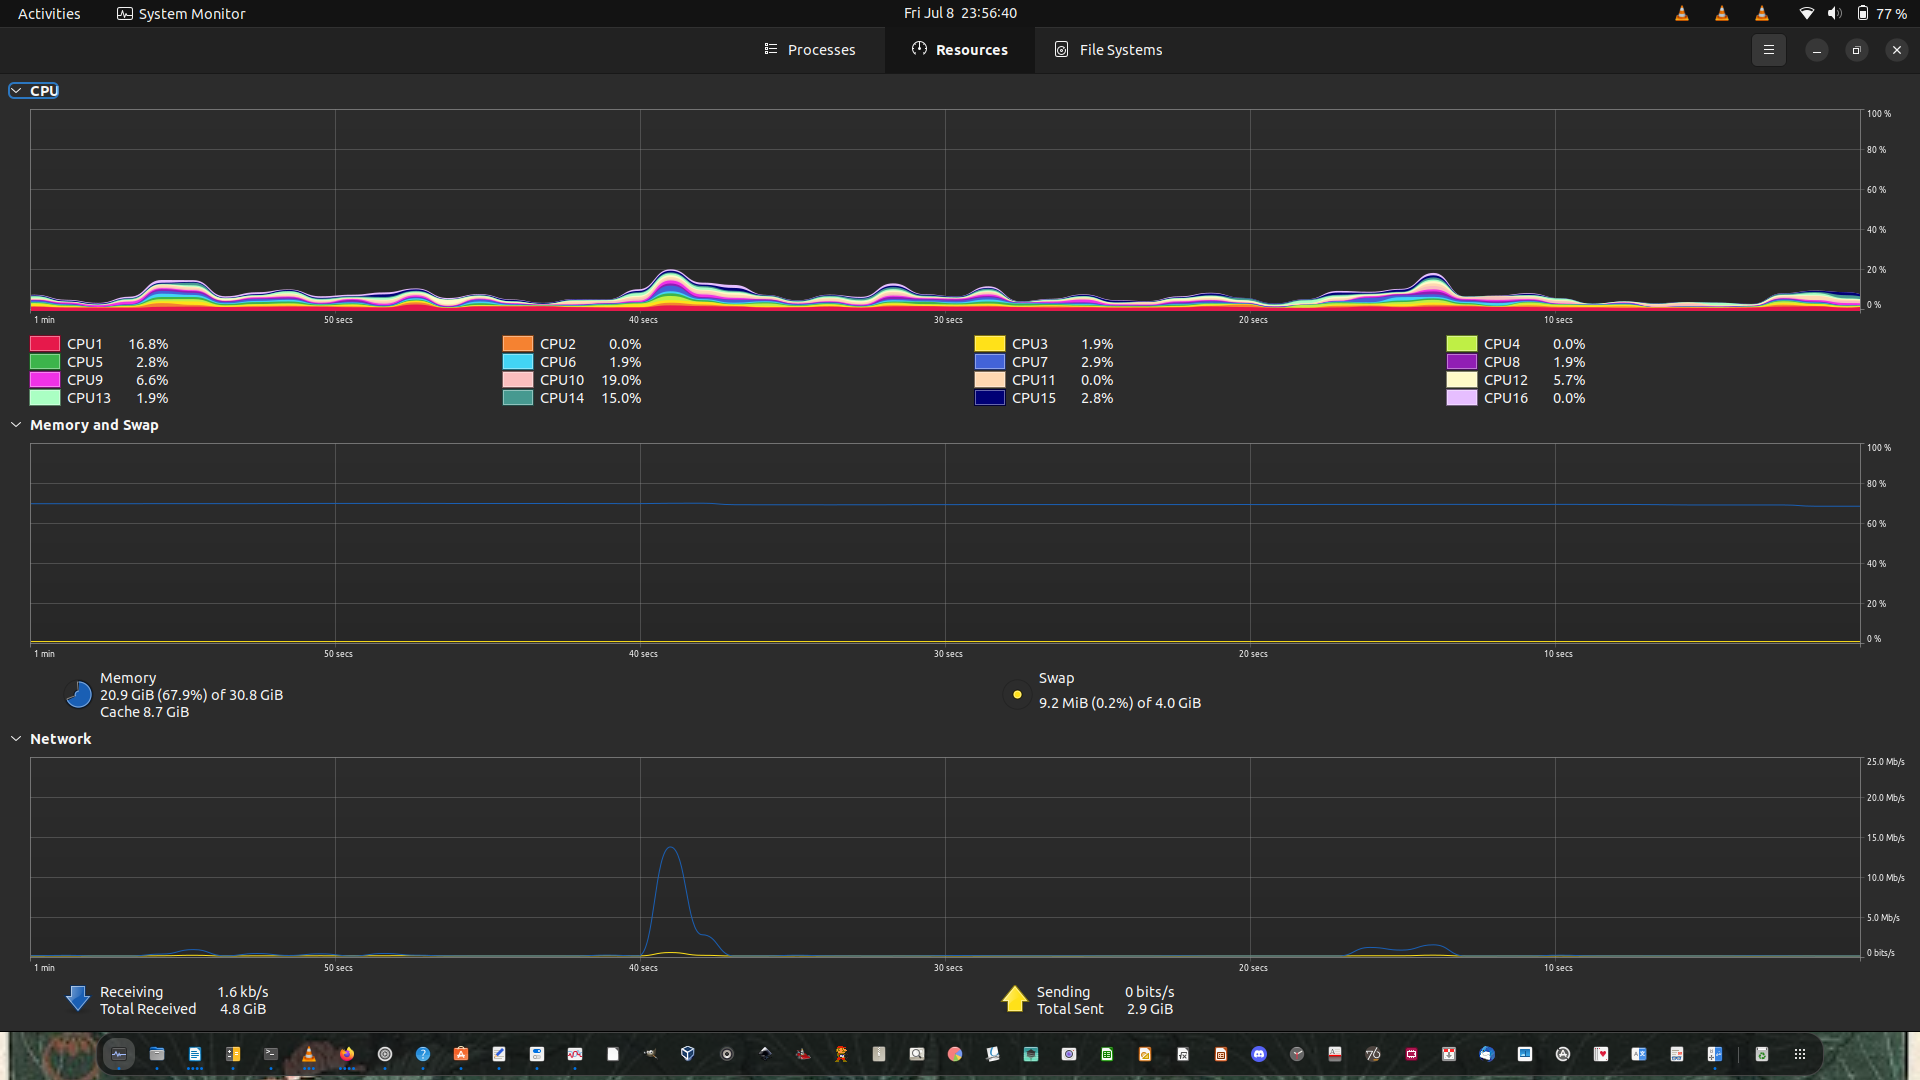 Activities System Monitor Fri Jul 8 23:56:40 77 %
Processes Resources File Systems
CPU
100 %
80 %
60 %
40 %
20 %
0 %
1 min 50 secs 40 secs 30 secs 20 secs 10 secs
CPU1 16.8% CPU2 0.0% CPU3 1.9% CPU4 0.0%
CPU5 2.8% CPU6 1.9% CPU7 2.9% CPU8 1.9%
CPU9 6.6% CPU10 19.0% CPU11 0.0% CPU12 5.7%
CPU13 1.9% CPU14 15.0% CPU15 2.8% CPU16 0.0%
Memory and Swap
100 %
80 %
60 %
40 %
20 %
0 %
1 min 50 secs 40 secs 30 secs 20 secs 10 secs
Memory Swap
20.9 GiB (67.9%) of 30.8 GiB 9.2 MiB (0.2%) of 4.0 GiB
Cache 8.7 GiB
Network
25.0 Mb/s
20.0 Mb/s
15.0 Mb/s
10.0 Mb/s
5.0 Mb/s
0 bits/s
1 min 50 secs 40 secs 30 secs 20 secs 10 secs
Receiving 1.6 kb/s Sending 0 bits/s
Total Received 4.8 GiB Total Sent 2.9 GiB